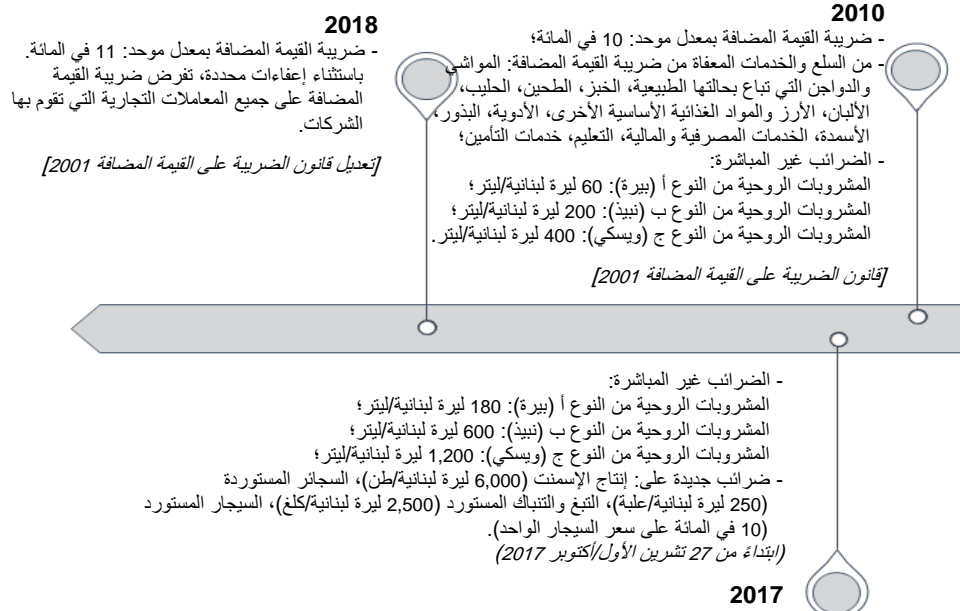 2010
- ضريبة القيمة المضافة بمعدل موحد: 10 في المائة؛
- من السلع والخدمات المعفاة من ضريبة القيمة المضافة: المواشي
والدواجن التي تباع بحالتها الطبيعية، الخبز، الطحين، الحليب،
الألبان، الأرز والمواد الغذائية الأساسية الأخرى، الأدوية، البذور،
الأسمدة، الخدمات المصرفية والمالية، التعليم، خدمات التأمين؛
- الضرائب غير المباشرة:
المشروبات الروحية من النوع أ (بيرة): 60 ليرة لبنانية/ليتر؛
المشروبات الروحية من النوع ب (نبيذ): 200 ليرة لبنانية/ليتر؛
المشروبات الروحية من النوع ج (ويسكي): 400 ليرة لبنانية/ليتر.
[قانون الضريبة على القيمة المضافة 2001]
2018
- ضريبة القيمة المضافة بمعدل موحد: 11 في المائة.
باستثناء إعفاءات محددة، تفرض ضريبة القيمة
المضافة على جميع المعاملات التجارية التي تقوم بها
الشركات.
[تعديل قانون الضريبة على القيمة المضافة 2001]
- الضرائب غير المباشرة:
المشروبات الروحية من النوع أ (بيرة): 180 ليرة لبنانية/ليتر؛
المشروبات الروحية من النوع ب (نبيذ): 600 ليرة لبنانية/ليتر؛
المشروبات الروحية من النوع ج (ويسكي): 1,200 ليرة لبنانية/ليتر؛
- ضرائب جديدة على: إنتاج الإسمنت (6,000 ليرة لبنانية/طن)، السجائر المستوردة
(250 ليرة لبنانية/علبة)، التبغ والتنباك المستورد (2,500 ليرة لبنانية/كلغ)، السيجار المستورد
(10 في المائة على سعر السيجار الواحد).
(ابتداءً من 27 تشرين الأول/أكتوبر 2017)
2017